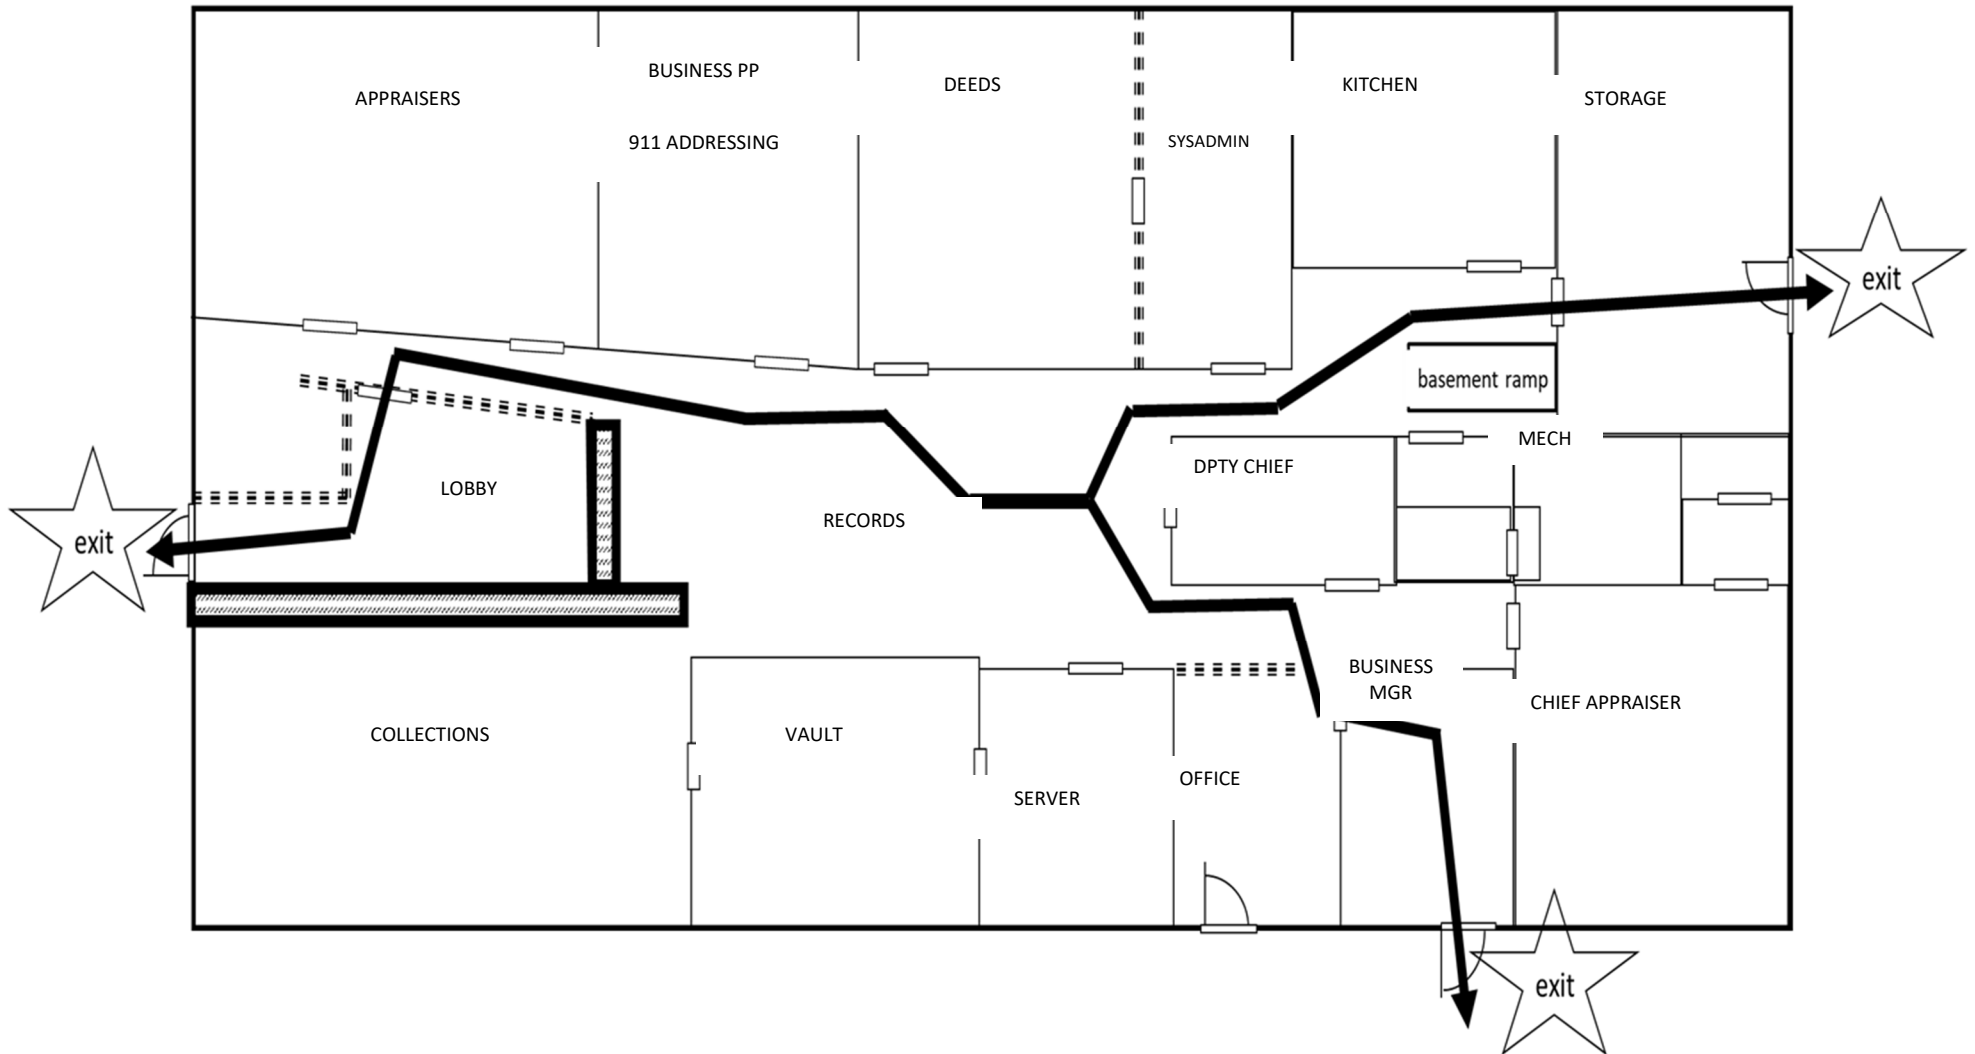 BUSINESS PP
APPRAISERS
911 ADDRESSING
DEEDS
SYSADMIN
KITCHEN
STORAGE
exit
basement ramp
MECH
DPTY CHIEF
LOBBY
RECORDS
exit
BUSINESS
MGR
CHIEF APPRAISER
COLLECTIONS
VAULT
SERVER
OFFICE
exit